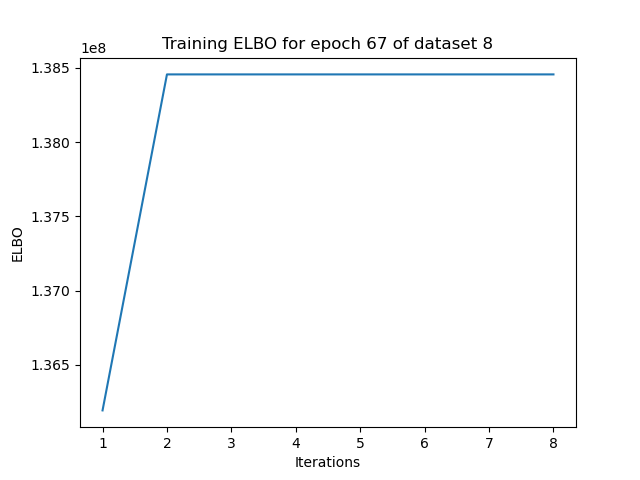 Training ELBO for epoch 67 of dataset 8
1e8
1.385
1.380
1.375
1.370
1.365
ELBO
1 2 3 4 5 6 7 8
Iterations